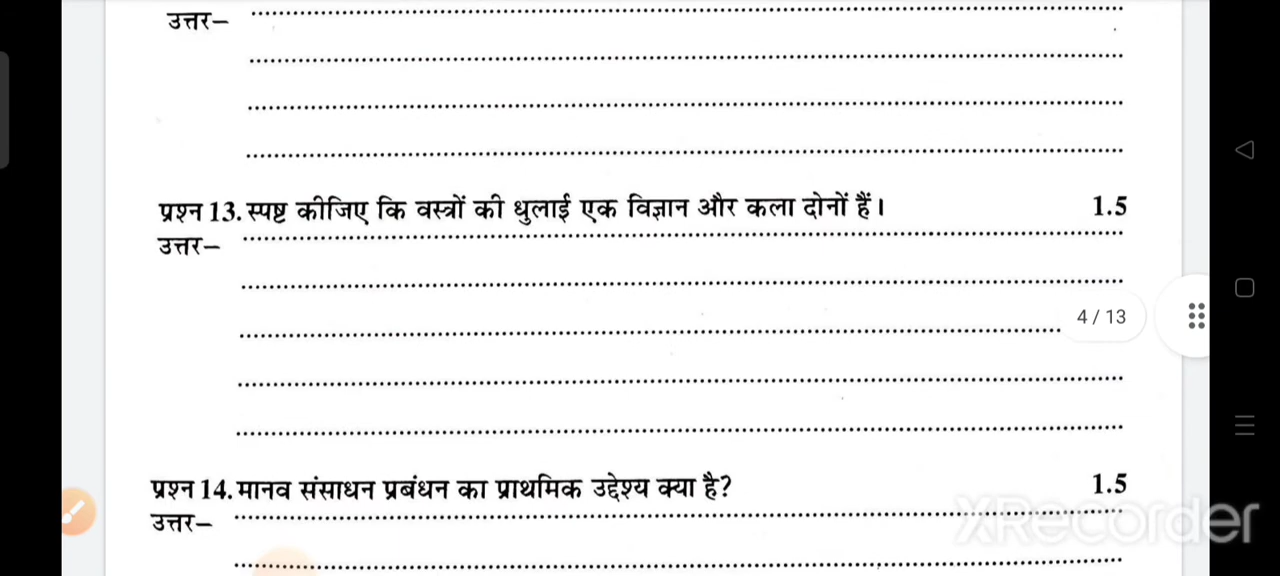 उत्तर–
प्रश्न 13. स्पष्ट कीजिए कि वस्त्रों की धुलाई एक विज्ञान और कला दोनों हैं। 1.5
उत्तर–
4 / 13
प्रश्न 14. मानव संसाधन प्रबंधन का प्राथमिक उद्देश्य क्या है? 1.5
उत्तर–
XRecorder